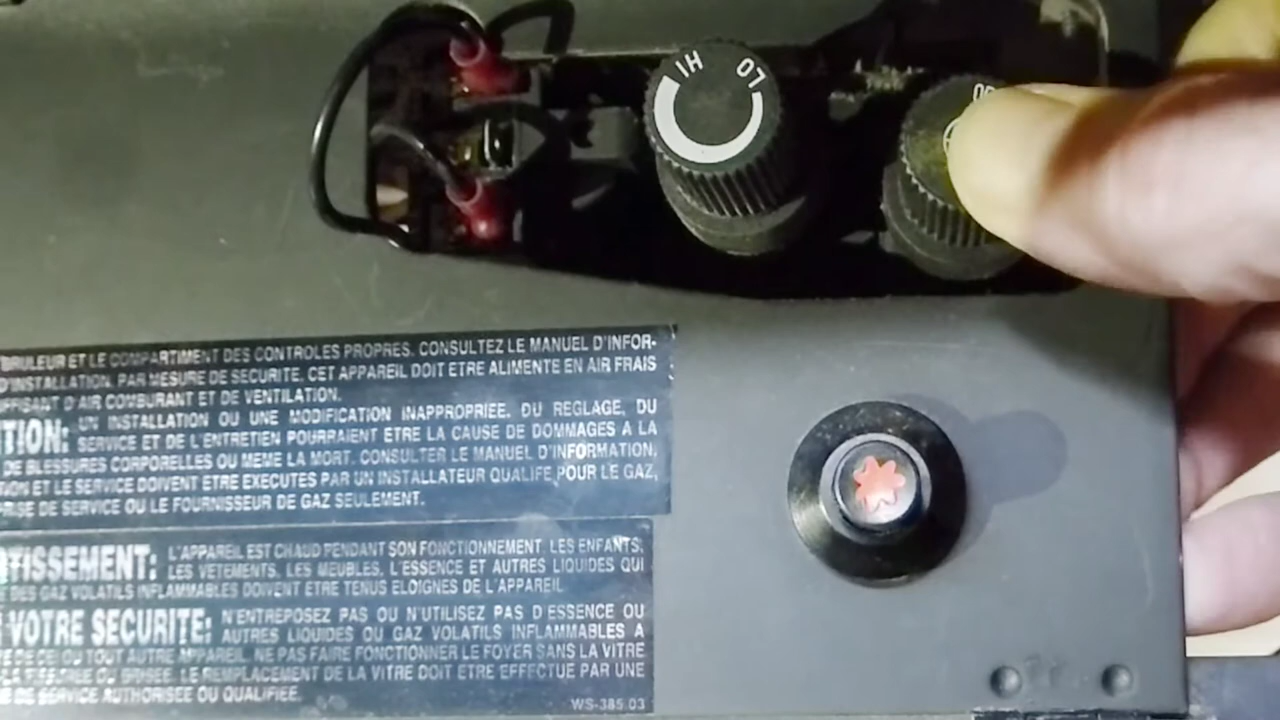 HI LO
BRULEUR ET LE COMPARTIMENT DES CONTROLES PROPRES. CONSULTEZ LE MANUEL D'INFOR-
D'INSTALLATION. PAR MESURE DE SECURITE, CET APPAREIL DOIT ETRE ALIMENTE EN AIR FRAIS
D'AIR COMBURANT ET DE VENTILATION.
TION: UN INSTALLATION OU UNE MODIFICATION INAPPROPRIEE, DU REGLAGE, DU
SERVICE ET DE L'ENTRETIEN POURRAIENT ETRE LA CAUSE DE DOMMAGES A LA
DE BLESSURES CORPORELLES OU MEME LA MORT. CONSULTER LE MANUEL D'INFORMATION.
ION ET LE SERVICE DOIVENT ETRE EXECUTES PAR UN INSTALLATEUR QUALIFE POUR LE GAZ,
RISE DE SERVICE OU LE FOURNISSEUR DE GAZ SEULEMENT.
TISSEMENT: L'APPAREIL EST CHAUD PENDANT SON FONCTIONNEMENT. LES ENFANTS,
LES VETEMENTS, LES MEUBLES, L'ESSENCE ET AUTRES LIQUIDES QUI
DES GAZ VOLATILS INFLAMMABLES DOIVENT ETRE TENUS ELOIGNES DE L'APPAREIL
VOTRE SECURITE: N'ENTREPOSEZ PAS OU N'UTILISEZ PAS D'ESSENCE OU
AUTRES LIQUIDES OU GAZ VOLATILS INFLAMMABLES A
DE CEI OU TOUT AUTRE APPAREIL. NE PAS FAIRE FONCTIONNER LE FOYER SANS LA VITRE
BRISEE. LE REMPLACEMENT DE LA VITRE DOIT ETRE EFFECTUE PAR UNE
DE SERVICE AUTHORISEE OU QUALIFIEE.
WS-385.03